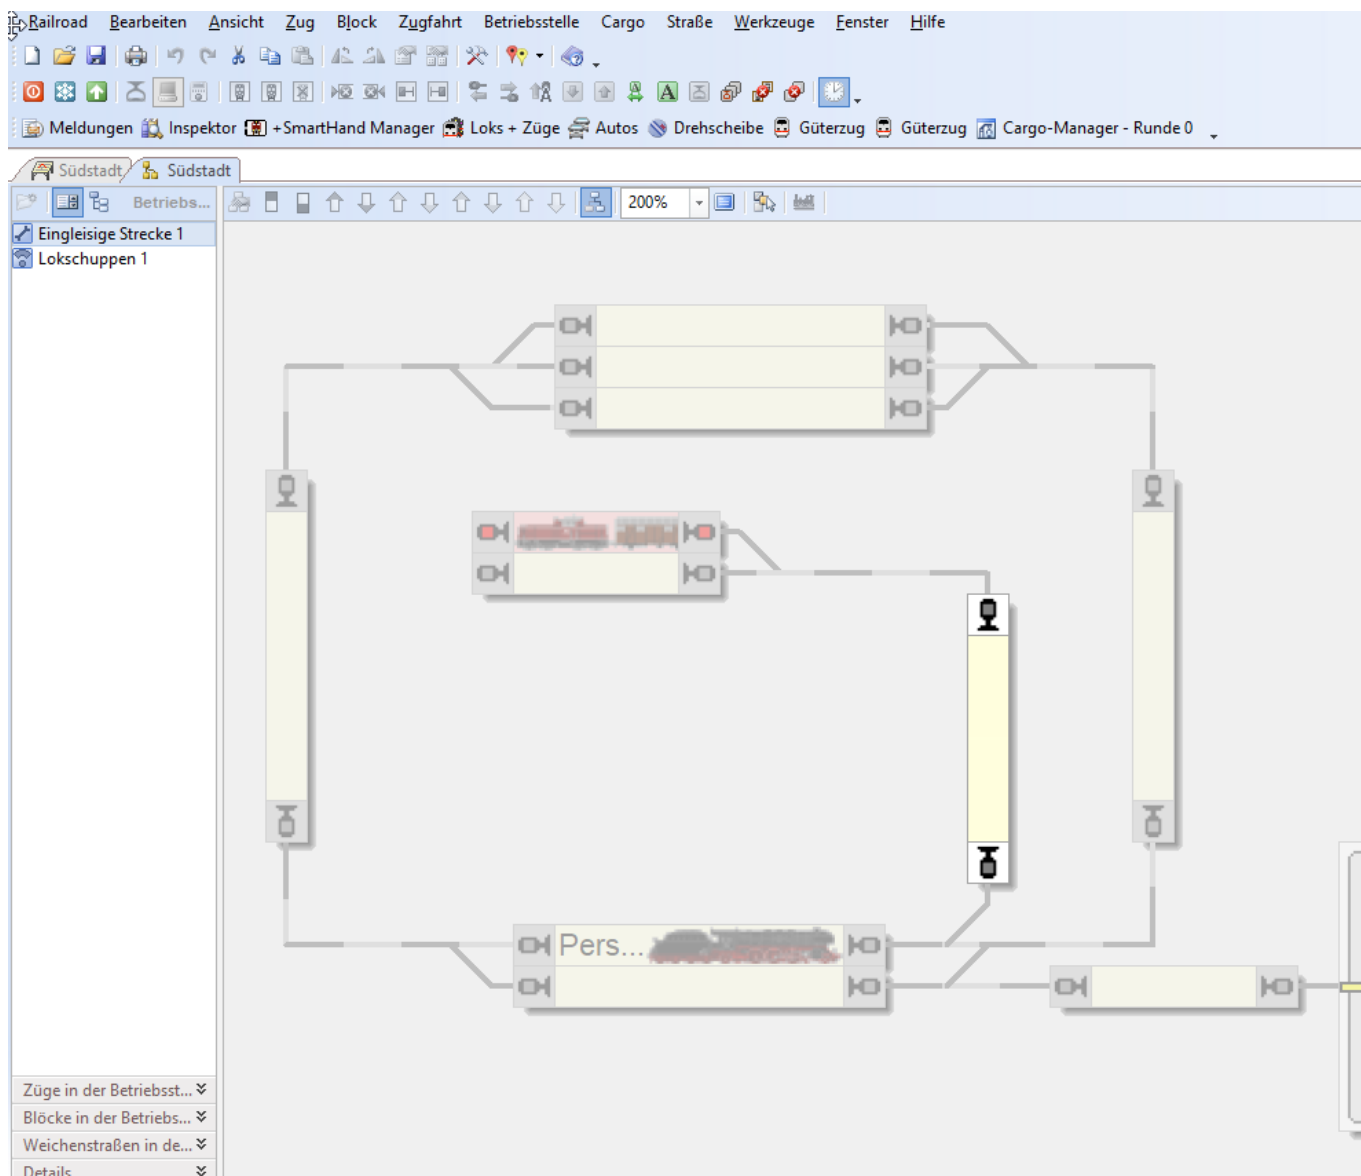 Railroad Bearbeiten Ansicht Zug Block Zugfahrt Betriebsstelle Cargo Straße Werkzeuge Fenster Hilfe
Meldungen Inspektor +SmartHand Manager Loks + Züge Autos Drehscheibe Güterzug Güterzug Cargo-Manager - Runde 0
Südstadt Südstadt
Betriebs... 200%
Eingleisige Strecke 1
Lokschuppen 1
Pers...
Züge in der Betriebsst...
Blöcke in der Betriebs...
Weichenstraßen in de...
Details